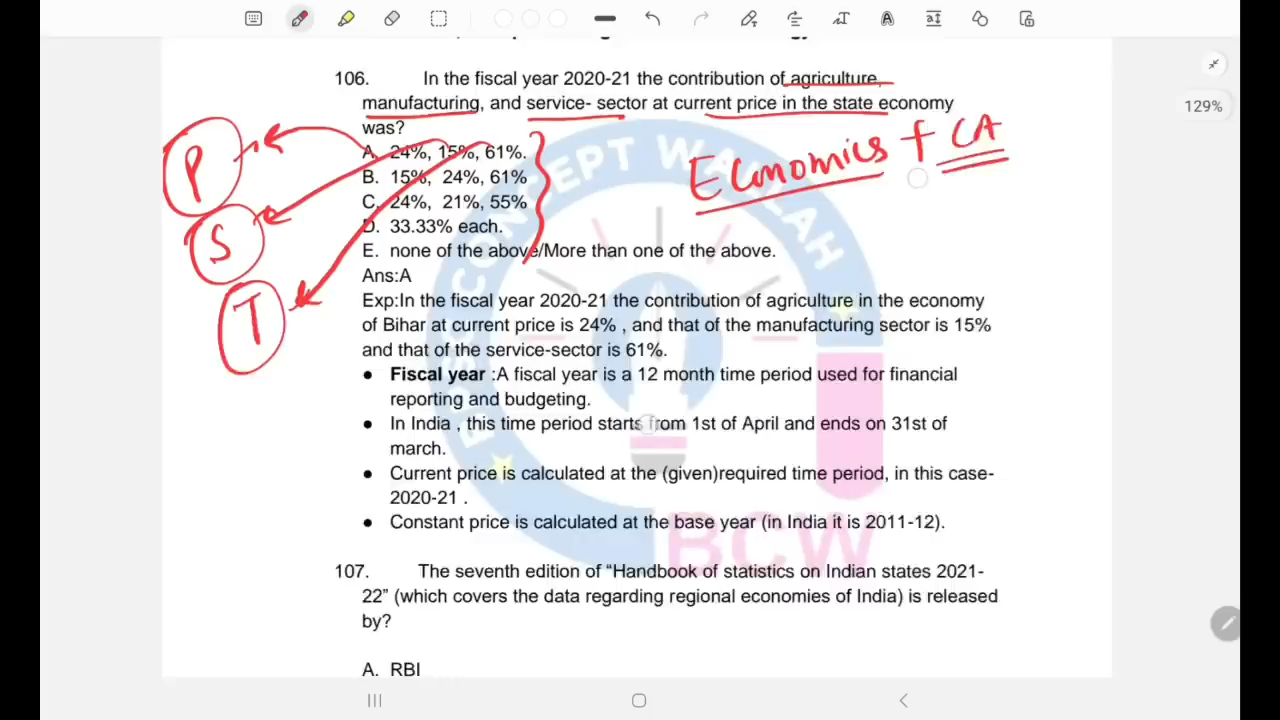 129%
106. In the fiscal year 2020-21 the contribution of agriculture,
manufacturing, and service- sector at current price in the state economy
was?
A. 24%, 15%, 61%.
B. 15%, 24%, 61%
C. 24%, 21%, 55%
D. 33.33% each.
E. none of the above/More than one of the above.
Economics + CA
P
S
T
Ans:A
Exp:In the fiscal year 2020-21 the contribution of agriculture in the economy
of Bihar at current price is 24% , and that of the manufacturing sector is 15%
and that of the service-sector is 61%.
● Fiscal year :A fiscal year is a 12 month time period used for financial
reporting and budgeting.
● In India , this time period starts from 1st of April and ends on 31st of
march.
● Current price is calculated at the (given)required time period, in this case-
2020-21 .
● Constant price is calculated at the base year (in India it is 2011-12).
107. The seventh edition of “Handbook of statistics on Indian states 2021-
22” (which covers the data regarding regional economies of India) is released
by?
A. RBI
BPSC CONCEPT WALLAH
BCW